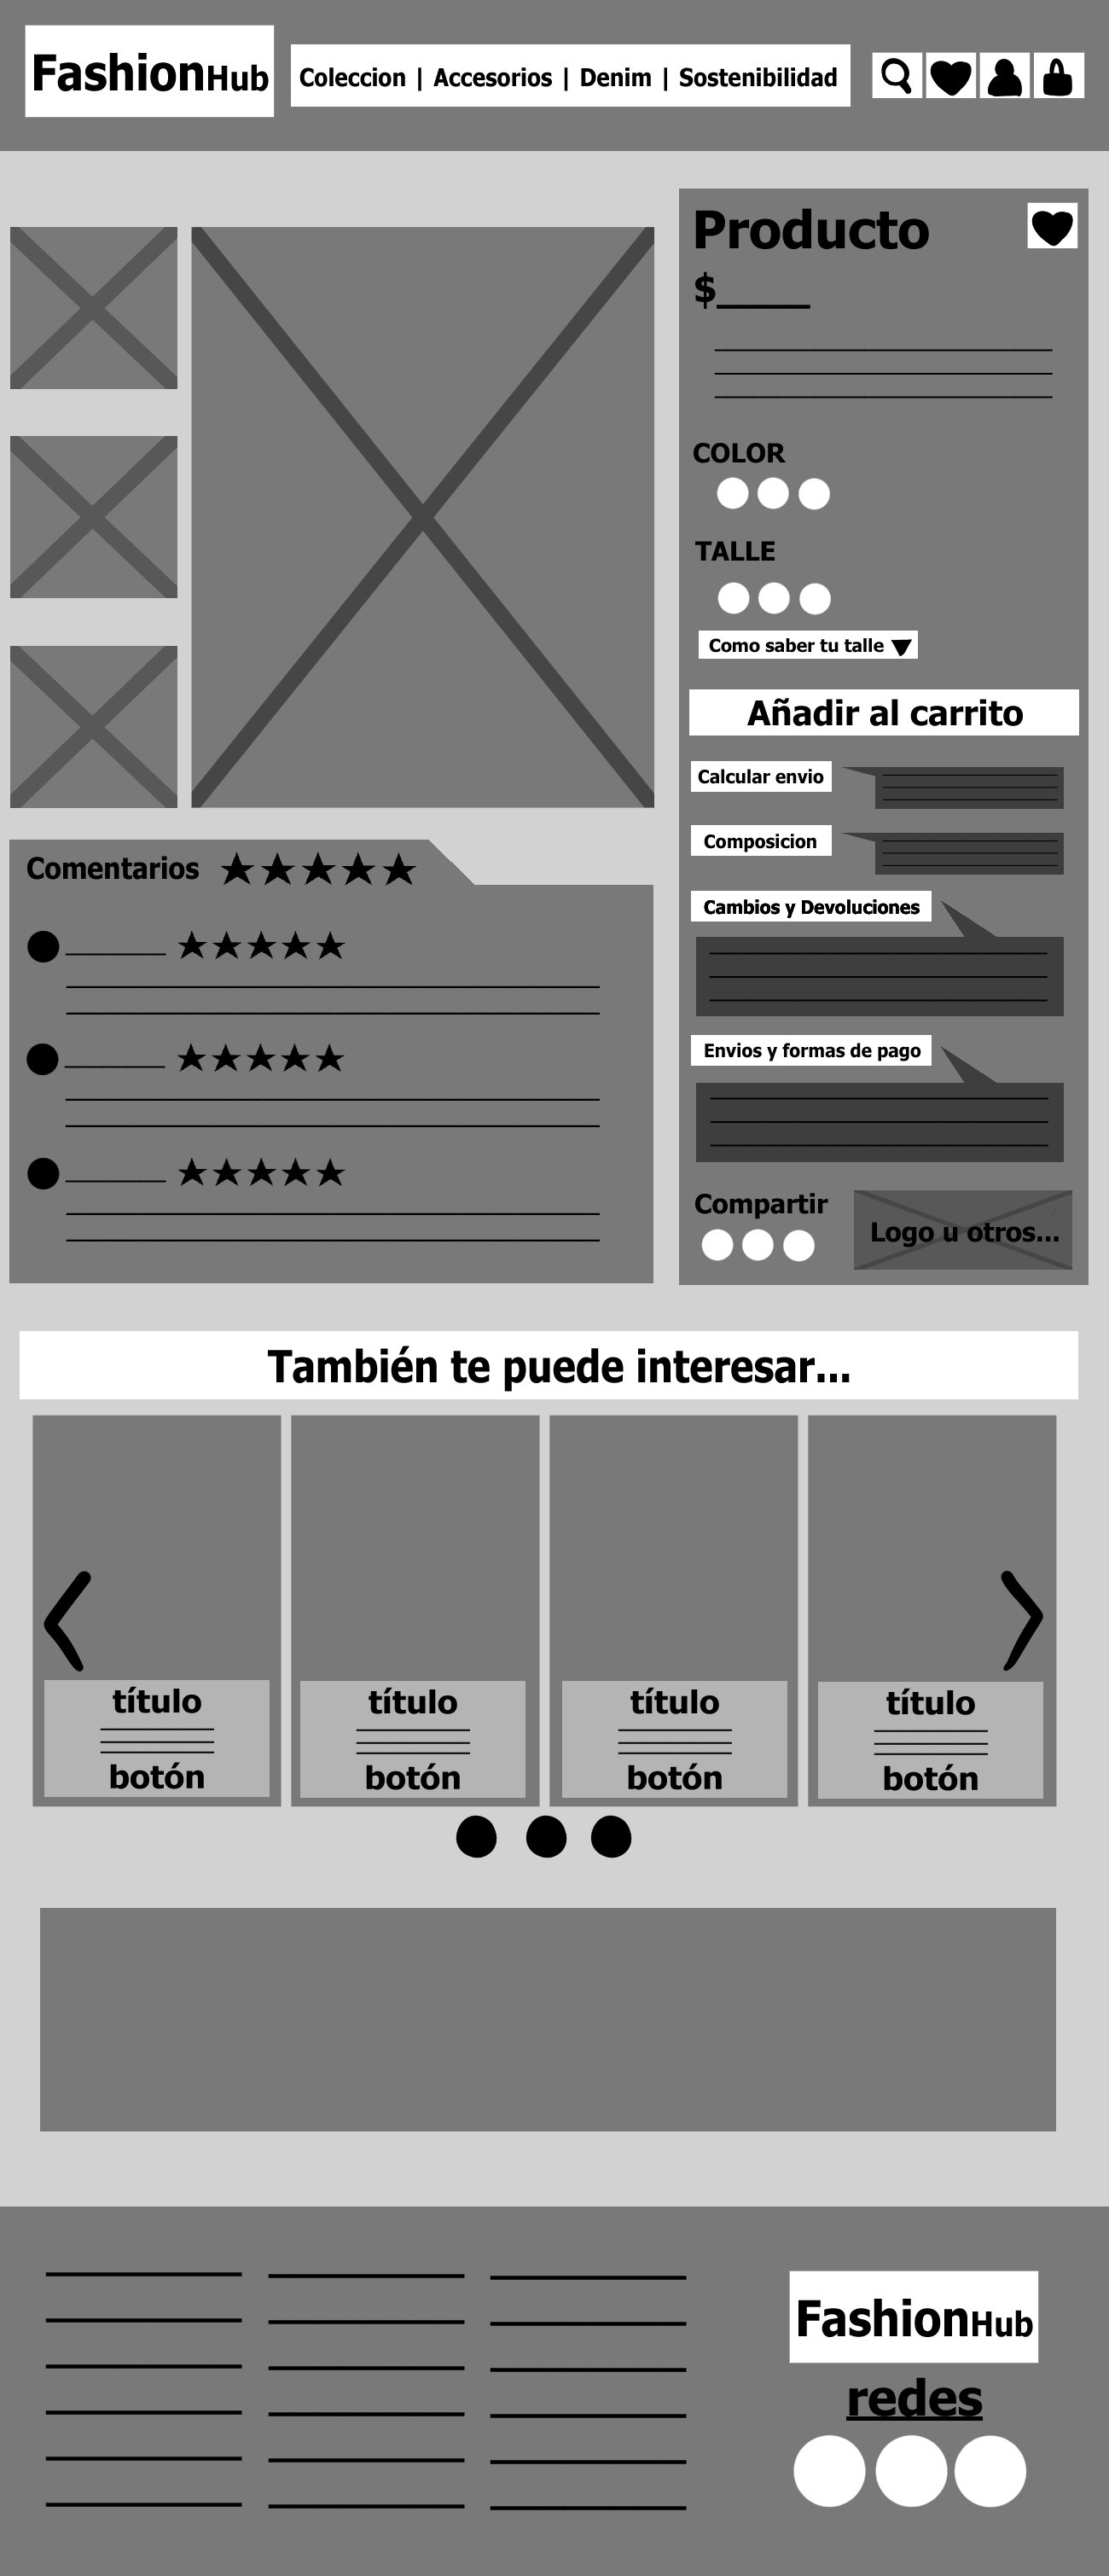 FashionHub
Coleccion | Accesorios | Denim | Sostenibilidad
Producto
$_____
COLOR
TALLE
Como saber tu talle
Añadir al carrito
Calcular envio
Composicion
Cambios y Devoluciones
Envios y formas de pago
Compartir
Logo u otros...
Comentarios
También te puede interesar...
título
botón
título
botón
título
botón
título
botón
FashionHub
redes